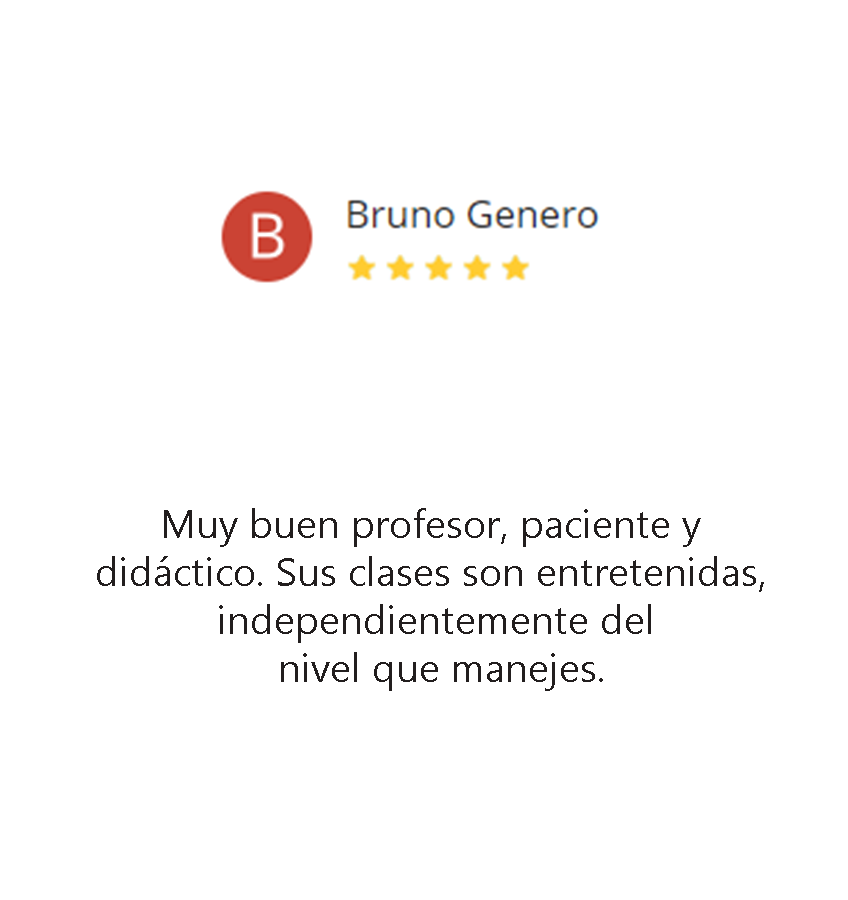 B
Bruno Genero
Muy buen profesor, paciente y
didáctico. Sus clases son entretenidas,
independientemente del
nivel que manejes.